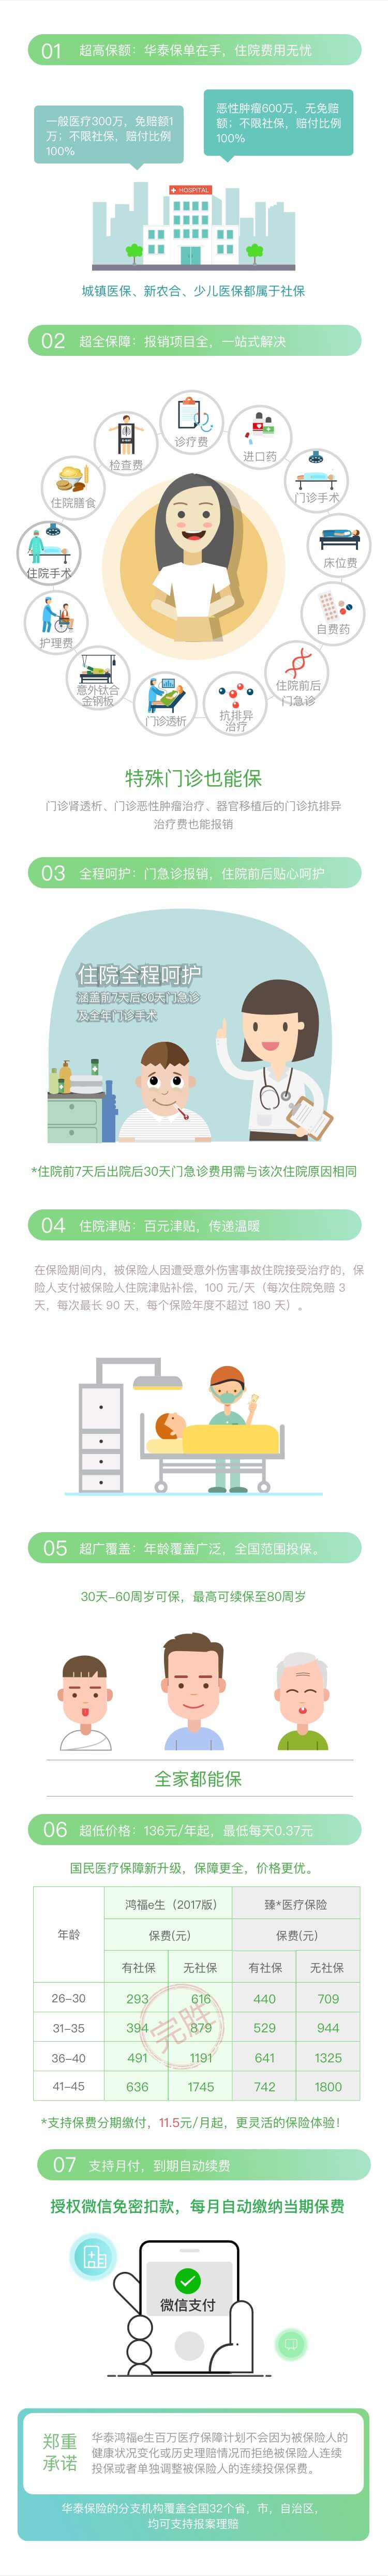 01 超高保额：华泰保单在手，住院费用无忧
一般医疗300万，免赔额1
万；不限社保，赔付比例
100%
恶性肿瘤600万，无免赔
额；不限社保，赔付比例
100%
HOSPITAL
城镇医保、新农合、少儿医保都属于社保
02 超全保障：报销项目全，一站式解决
诊疗费
检查费
进口药
住院膳食
门诊手术
住院手术
床位费
护理费
自费药
意外钛合
金钢板
住院前后
门急诊
门诊透析
抗排异
治疗
特殊门诊也能保
门诊肾透析、门诊恶性肿瘤治疗、器官移植后的门诊抗排异
治疗费也能报销
03 全程呵护：门急诊报销，住院前后贴心呵护
住院全程呵护
涵盖前7天后30天门急诊
及全年门诊手术
*住院前7天后出院后30天门急诊费用需与该次住院原因相同
04 住院津贴：百元津贴，传递温暖
在保险期间内，被保险人因遭受意外伤害事故住院接受治疗的，保
险人支付被保险人住院津贴补偿，100 元/天（每次住院免赔 3
天，每次最长 90 天，每个保险年度不超过 180 天）。
05 超广覆盖：年龄覆盖广泛，全国范围投保。
30天-60周岁可保，最高可续保至80周岁
全家都能保
06 超低价格：136元/年起，最低每天0.37元
国民医疗保障新升级，保障更全，价格更优。
年龄 鸿福e生（2017版） 臻*医疗保险
保费(元) 保费(元)
有社保 无社保 有社保 无社保
26-30 293 616 440 709
31-35 394 879 529 944
36-40 491 1191 641 1325
41-45 636 1745 742 1800
完胜
*支持保费分期缴付，11.5元/月起，更灵活的保险体验！
07 支持月付，到期自动续费
授权微信免密扣款，每月自动缴纳当期保费
微信支付
郑重
承诺
华泰鸿福e生百万医疗保障计划不会因为被保险人的
健康状况变化或历史理赔情况而拒绝被保险人连续
投保或者单独调整被保险人的连续投保保费。
华泰保险的分支机构覆盖全国32个省，市，自治区，
均可支持报案理赔